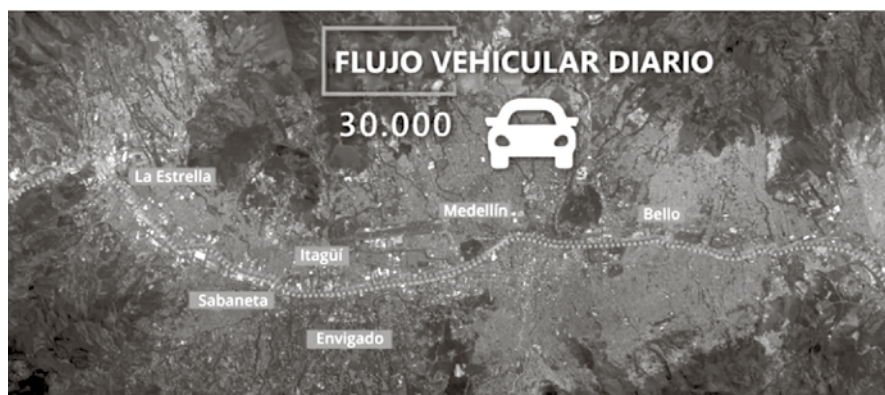 FLUJO VEHICULAR DIARIO
30.000
La Estrella
Medellín
Bello
Itagüí
Sabaneta
Envigado